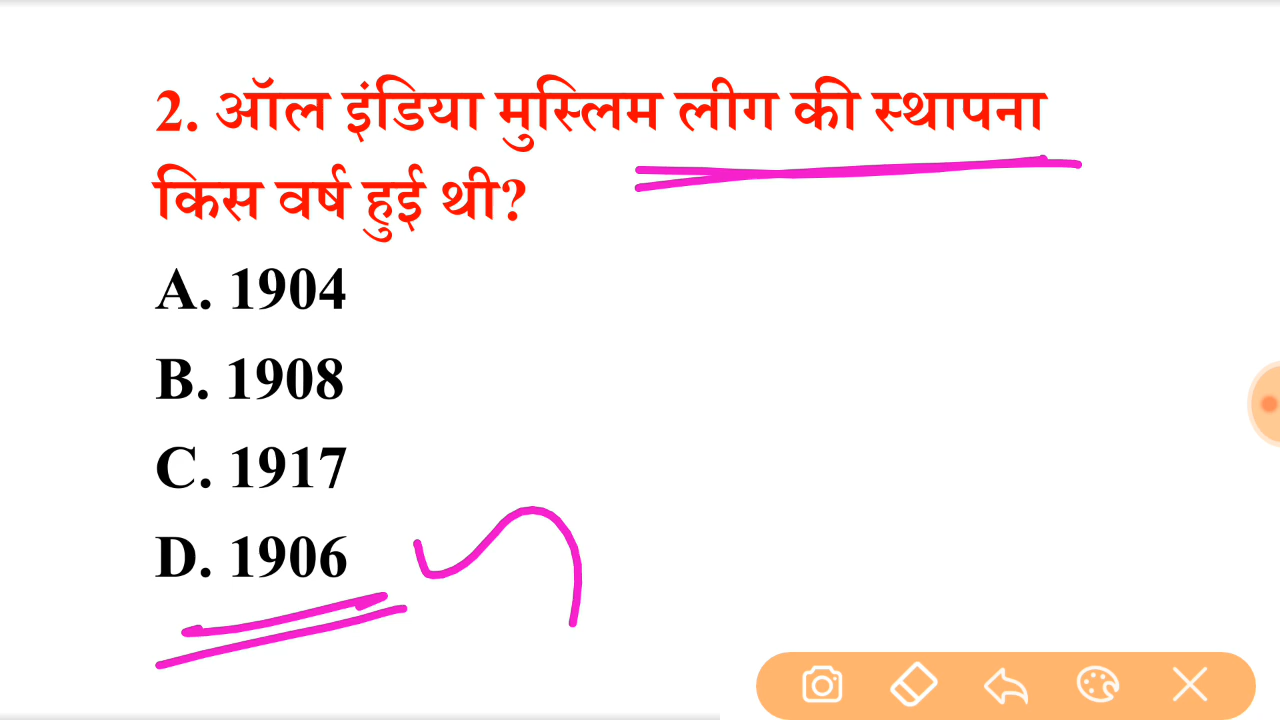 2. ऑल इंडिया मुस्लिम लीग की स्थापना
किस वर्ष हुई थी?
A. 1904
B. 1908
C. 1917
D. 1906